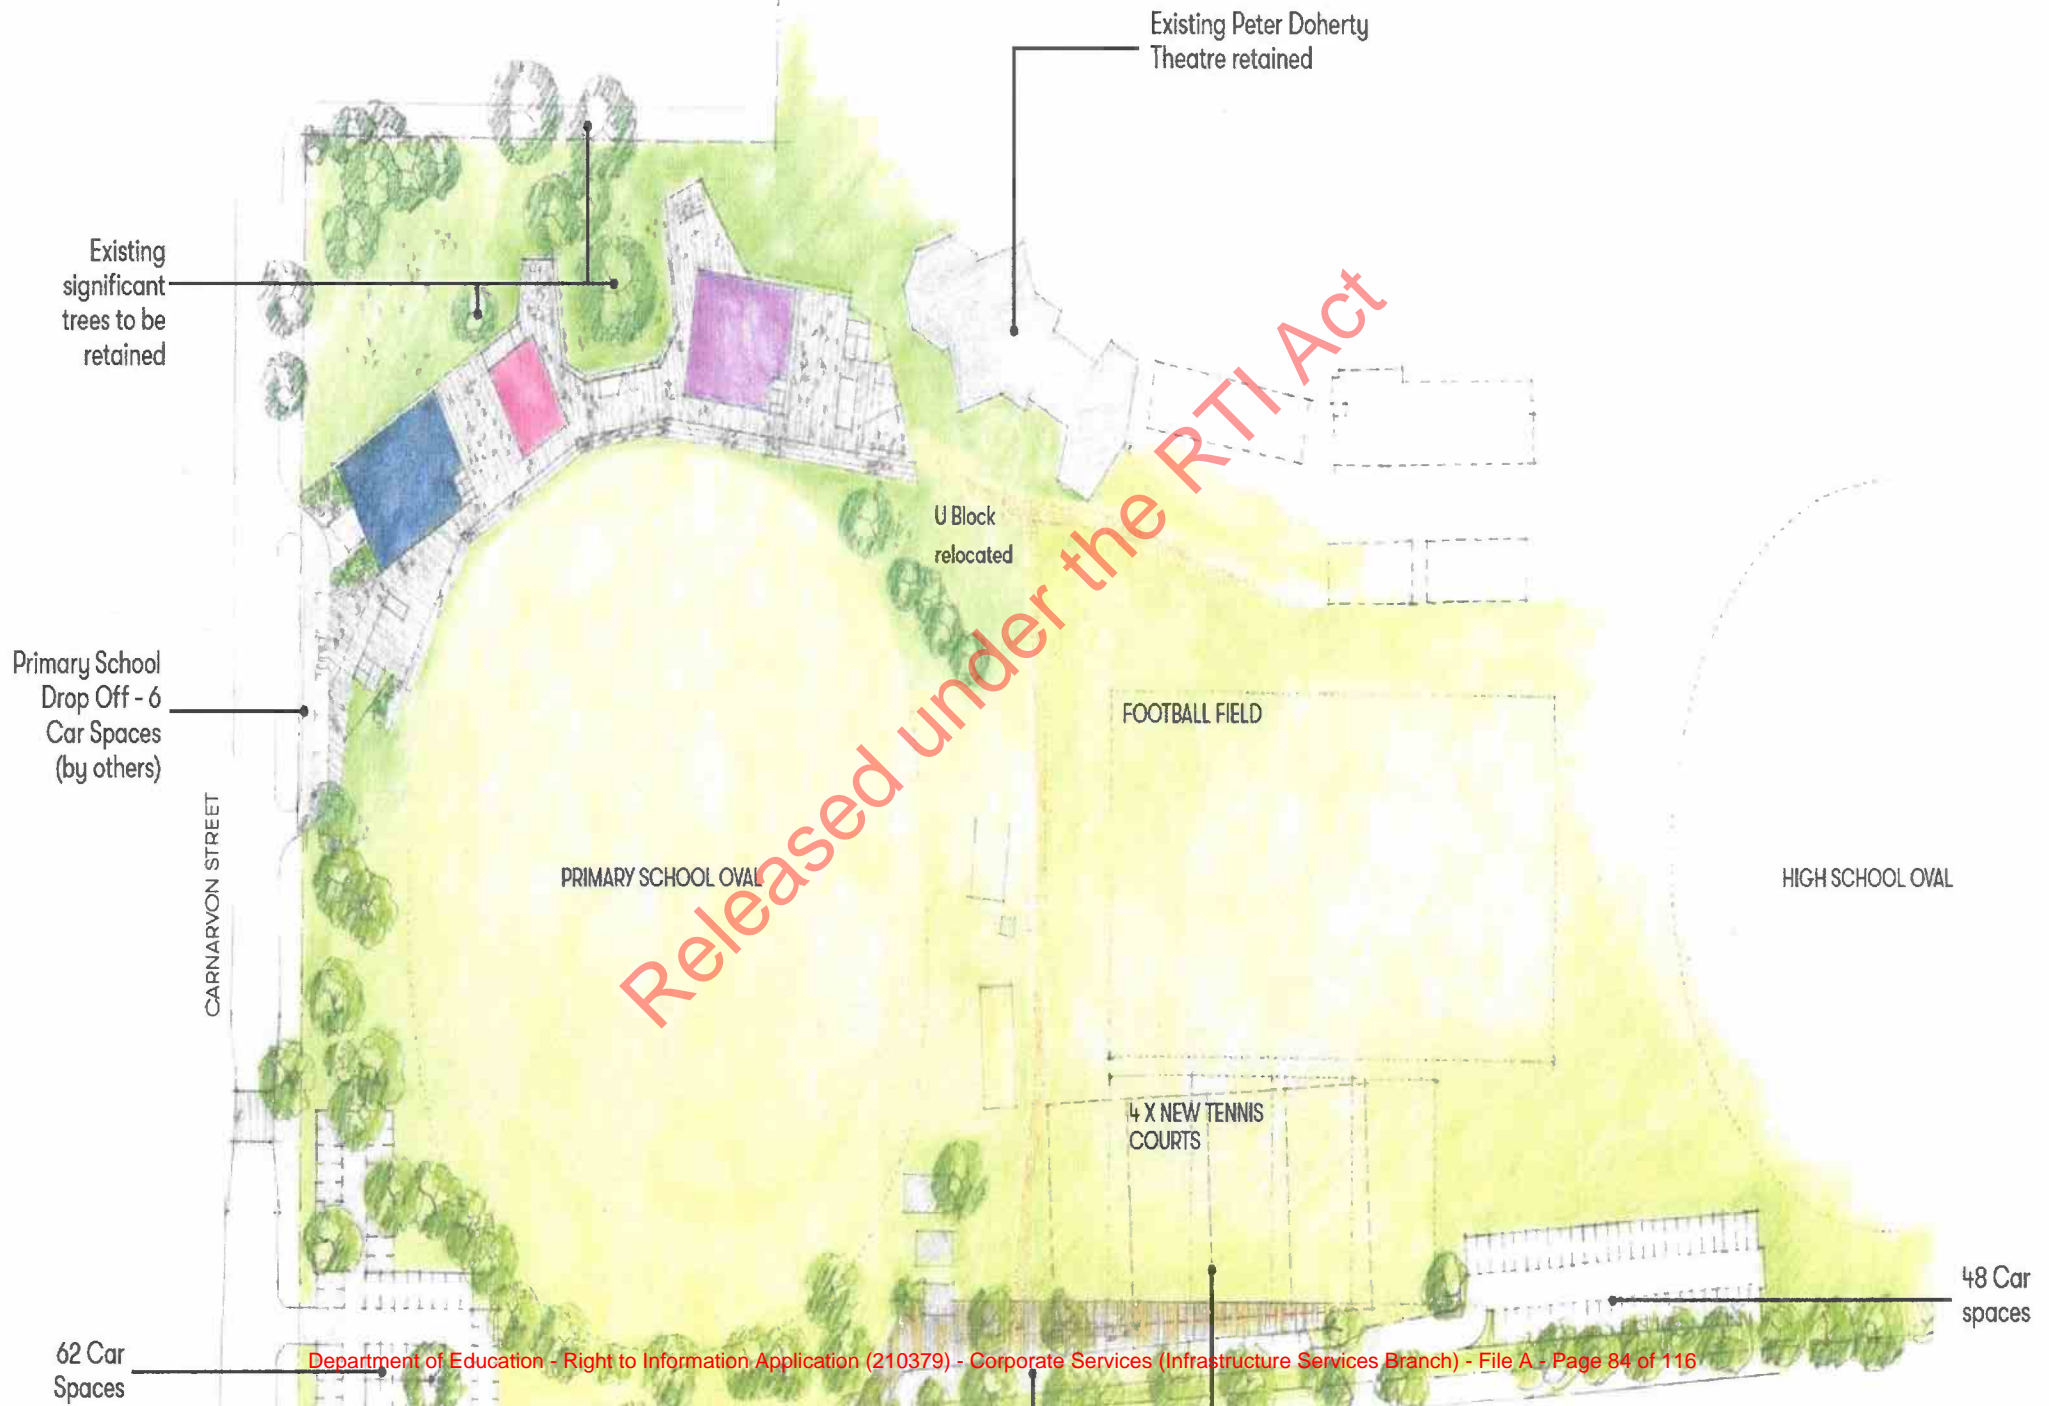 Existing Peter Doherty
Theatre retained
Existing
significant
trees to be
retained
U Block
relocated
Primary School
Drop Off - 6
Car Spaces
(by others)
FOOTBALL FIELD
CARNARVON STREET
PRIMARY SCHOOL OVAL
HIGH SCHOOL OVAL
4 X NEW TENNIS
COURTS
48 Car
spaces
62 Car
Spaces
Released under the RTI Act
Department of Education - Right to Information Application (210379) - Corporate Services (Infrastructure Services Branch) - File A - Page 84 of 116